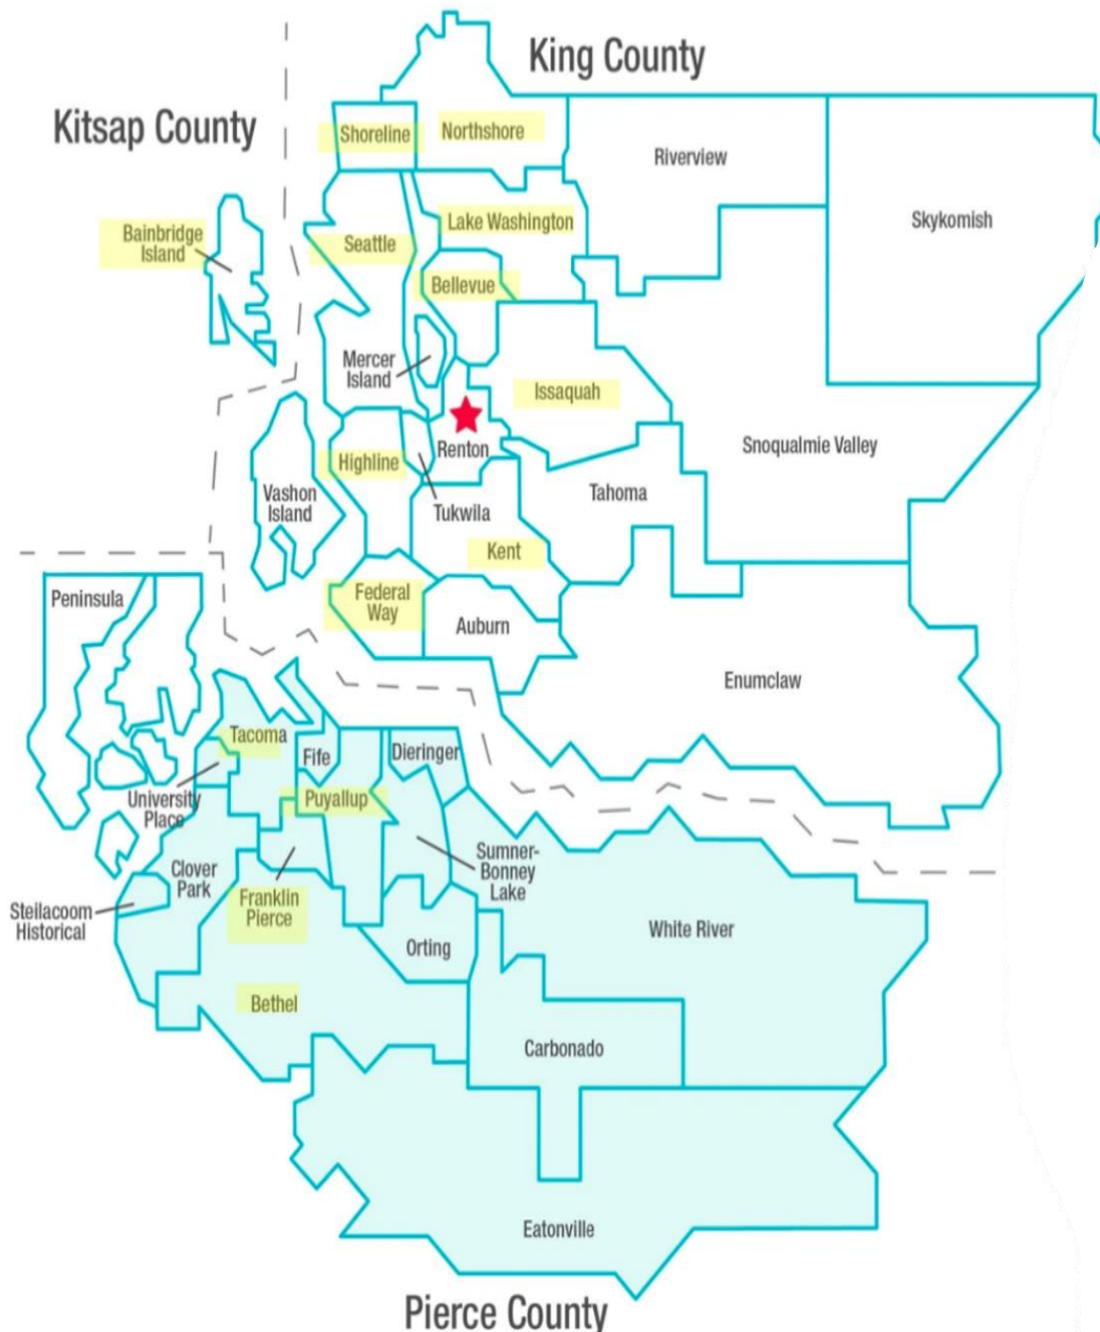 King County
Kitsap County
Shoreline
Northshore
Riverview
Skykomish
Lake Washington
Bainbridge
Island
Seattle
Bellevue
Mercer
Island
Issaquah
Renton
Snoqualmie Valley
Highline
Vashon
Island
Tukwila
Tahoma
Kent
Peninsula
Federal
Way
Auburn
Enumclaw
Tacoma
Fife
Dieringer
University
Place
Puyallup
Sumner-
Bonney
Lake
Clover
Park
Franklin
Pierce
Steilacoom
Historical
Orting
White River
Bethel
Carbonado
Eatonville
Pierce County